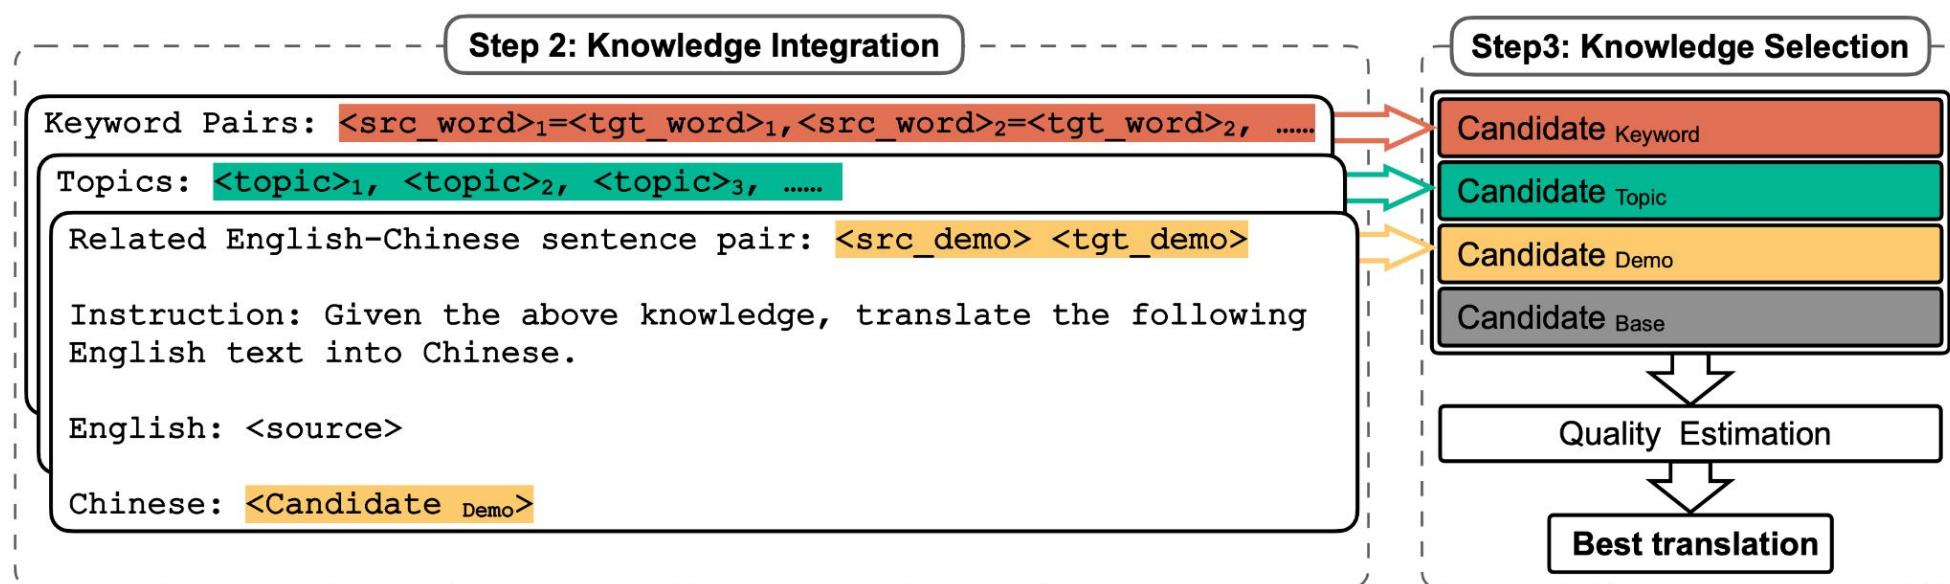 Step 2: Knowledge Integration
Keyword Pairs: <src_word>₁=<tgt_word>₁,<src_word>₂=<tgt_word>₂, ……
Topics: <topic>₁, <topic>₂, <topic>₃, ……
Related English-Chinese sentence pair: <src_demo> <tgt_demo>
Instruction: Given the above knowledge, translate the following
English text into Chinese.
English: <source>
Chinese: <Candidate Demo>
Step3: Knowledge Selection
Candidate Keyword
Candidate Topic
Candidate Demo
Candidate Base
Quality Estimation
Best translation